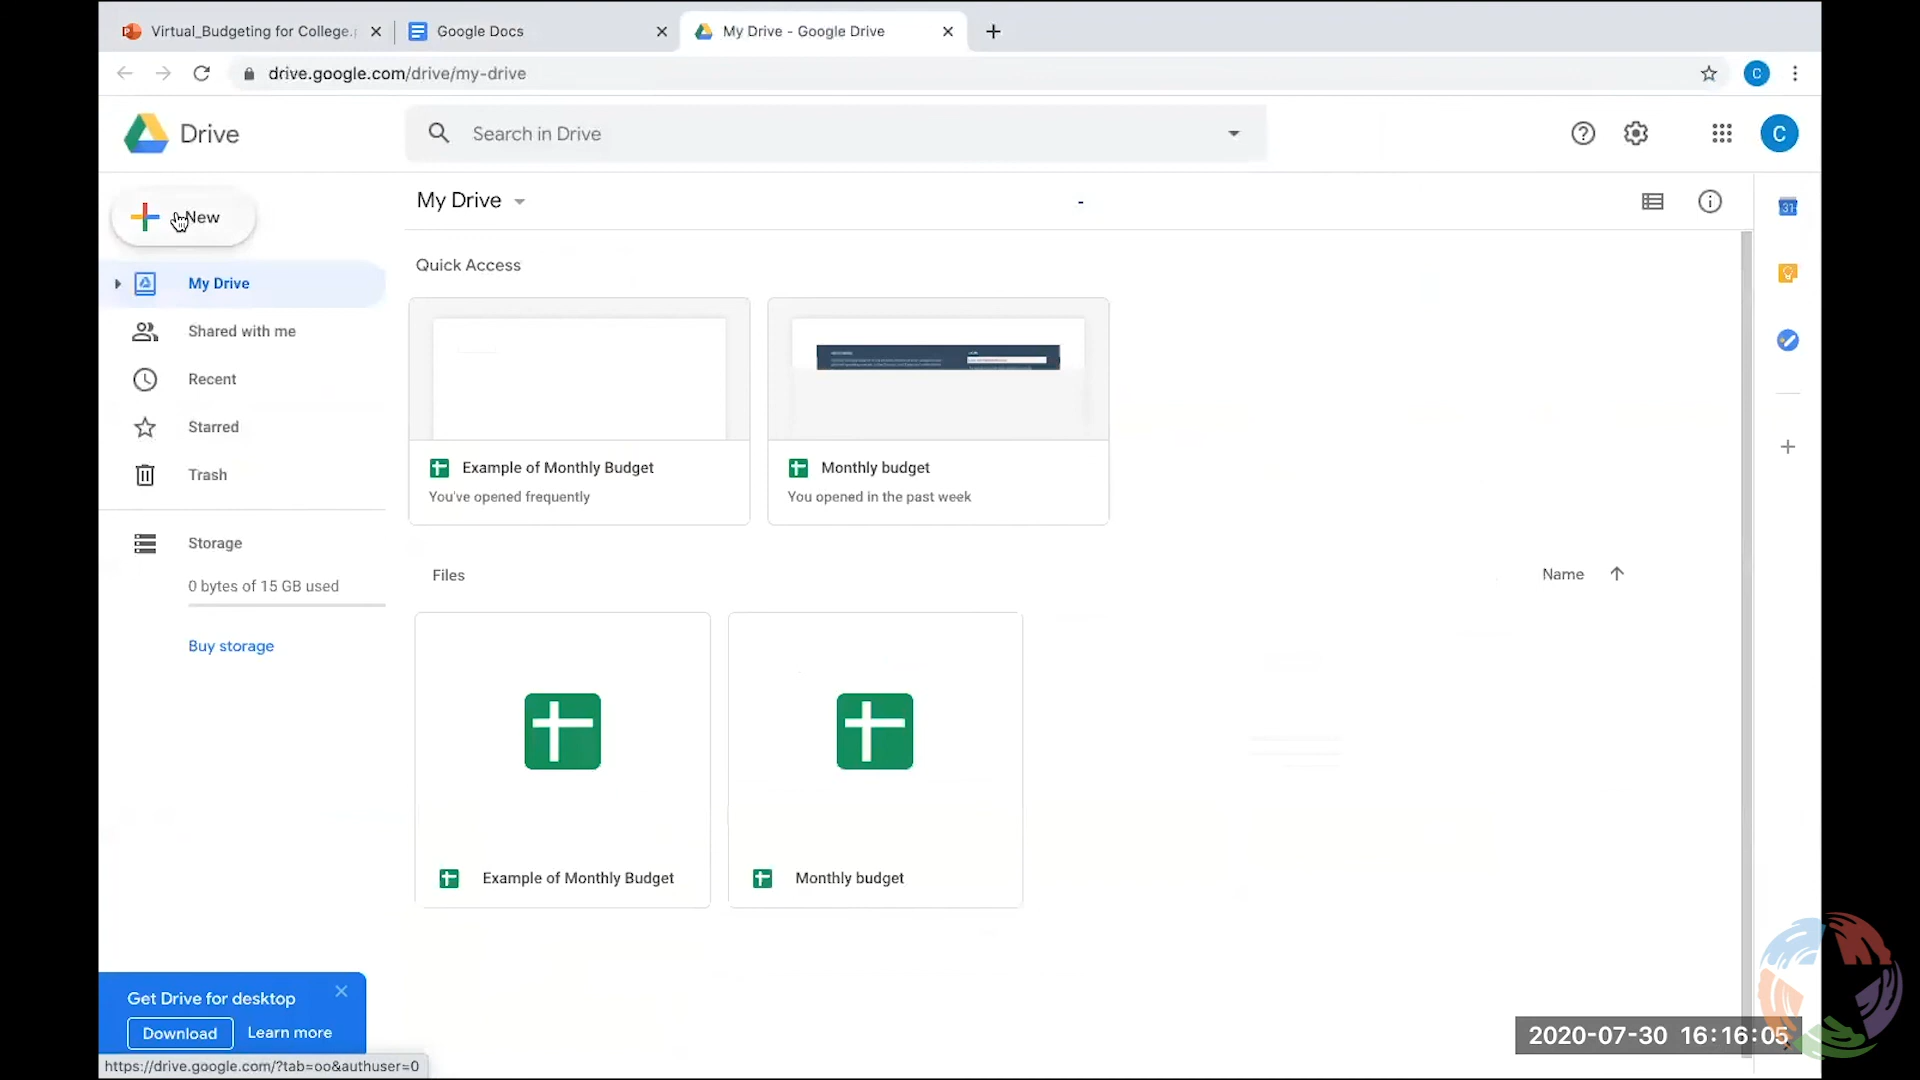 Virtual_Budgeting for College.p
Google Docs
My Drive - Google Drive
drive.google.com/drive/my-drive
C
Drive
Search in Drive
C
New
My Drive
31
My Drive
Shared with me
Recent
Starred
Trash
Storage
0 bytes of 15 GB used
Buy storage
Quick Access
Example of Monthly Budget
You've opened frequently
Monthly budget
You opened in the past week
Files
Name
Example of Monthly Budget
Monthly budget
Get Drive for desktop
Download
Learn more
https://drive.google.com/?tab=oo&authuser=0
2020-07-30 16:16:05